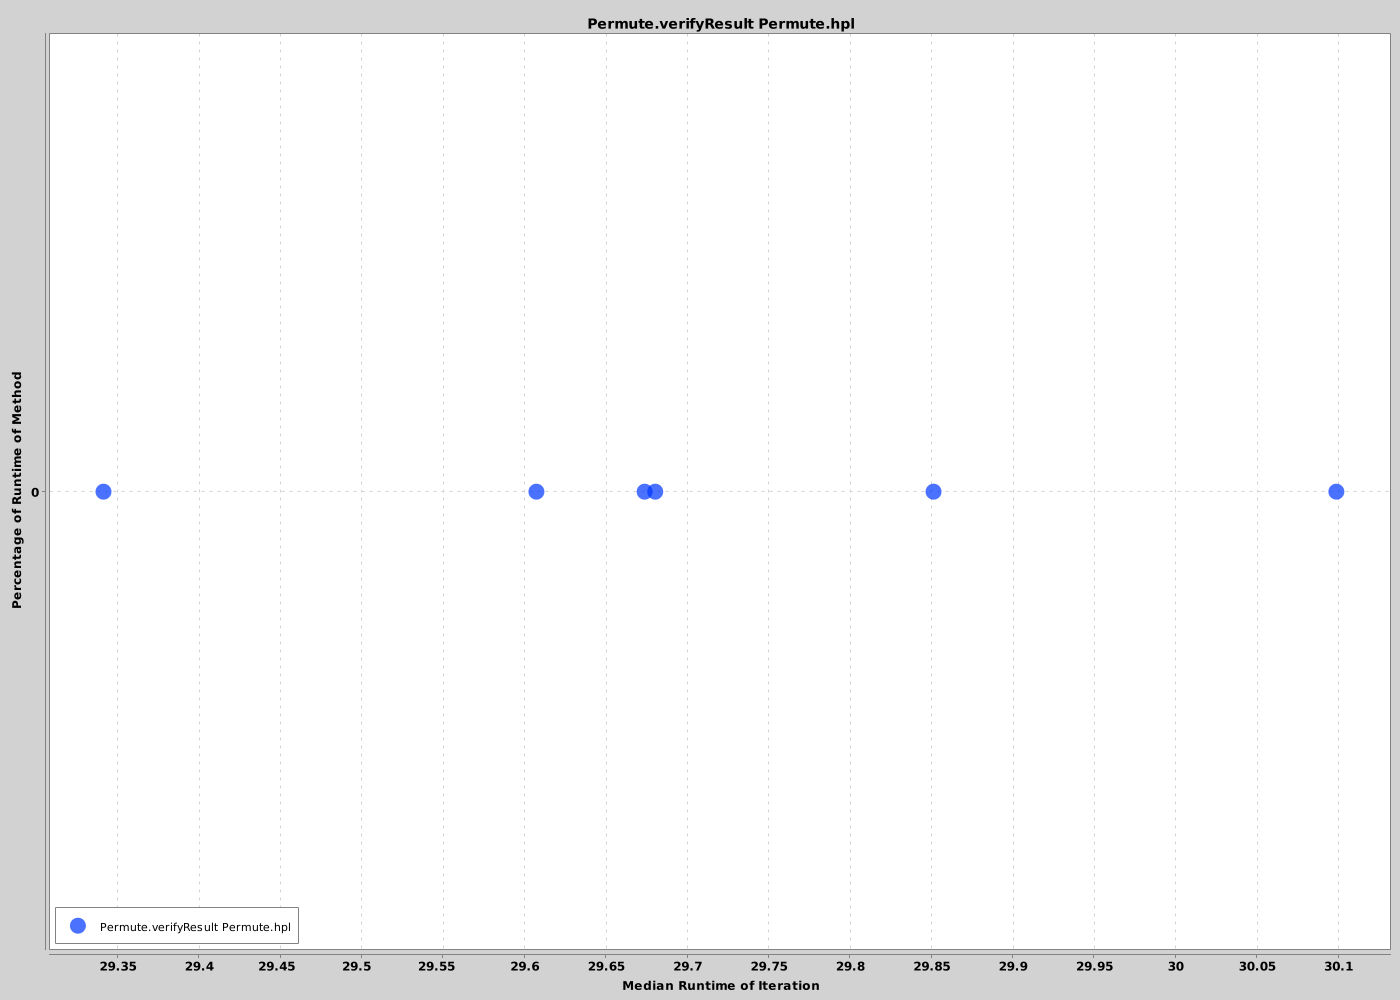 Permute.verifyResult Permute.hpl
Percentage of Runtime of Method
0
Permute.verifyResult Permute.hpl
29.35 29.4 29.45 29.5 29.55 29.6 29.65 29.7 29.75 29.8 29.85 29.9 29.95 30 30.05 30.1
Median Runtime of Iteration